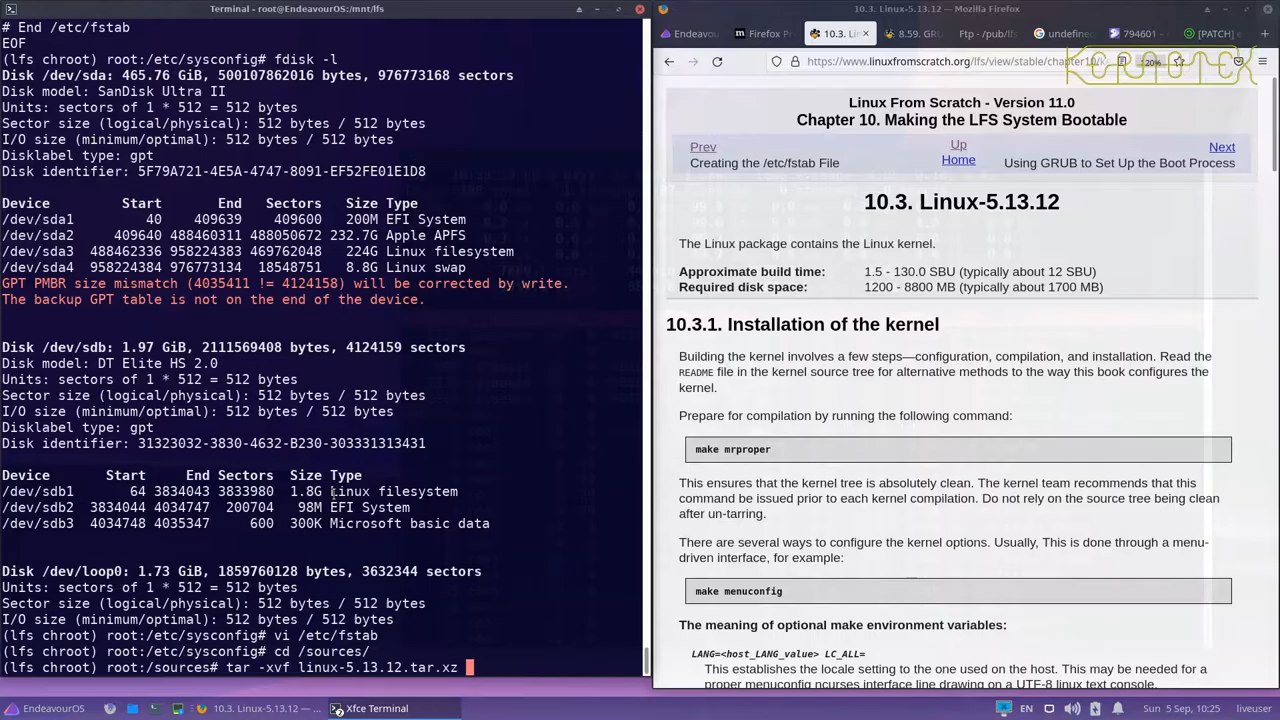 Terminal - root@EndeavourOS:/mnt/lfs
# End /etc/fstab
EOF
(lfs chroot) root:/etc/sysconfig# fdisk -l
Disk /dev/sda: 465.76 GiB, 500107862016 bytes, 976773168 sectors
Disk model: SanDisk Ultra II
Units: sectors of 1 * 512 = 512 bytes
Sector size (logical/physical): 512 bytes / 512 bytes
I/O size (minimum/optimal): 512 bytes / 512 bytes
Disklabel type: gpt
Disk identifier: 5F79A721-4E5A-4747-8091-EF52FE01E1D8
Device Start End Sectors Size Type
/dev/sda1 40 409639 409600 200M EFI System
/dev/sda2 409640 488460311 488050672 232.7G Apple APFS
/dev/sda3 488462336 958224383 469762048 224G Linux filesystem
/dev/sda4 958224384 976773134 18548751 8.8G Linux swap
GPT PMBR size mismatch (4035411 != 4124158) will be corrected by write.
The backup GPT table is not on the end of the device.
Disk /dev/sdb: 1.97 GiB, 2111569408 bytes, 4124159 sectors
Disk model: DT Elite HS 2.0
Units: sectors of 1 * 512 = 512 bytes
Sector size (logical/physical): 512 bytes / 512 bytes
I/O size (minimum/optimal): 512 bytes / 512 bytes
Disklabel type: gpt
Disk identifier: 31323032-3830-4632-B230-303331313431
Device Start End Sectors Size Type
/dev/sdb1 64 3834043 3833980 1.8G Linux filesystem
/dev/sdb2 3834044 4034747 200704 98M EFI System
/dev/sdb3 4034748 4035347 600 300K Microsoft basic data
Disk /dev/loop0: 1.73 GiB, 1859760128 bytes, 3632344 sectors
Units: sectors of 1 * 512 = 512 bytes
Sector size (logical/physical): 512 bytes / 512 bytes
I/O size (minimum/optimal): 512 bytes / 512 bytes
(lfs chroot) root:/etc/sysconfig# vi /etc/fstab
(lfs chroot) root:/etc/sysconfig# cd /sources/
(lfs chroot) root:/sources# tar -xvf linux-5.13.12.tar.xz
10.3. Linux-5.13.12 — Mozilla Firefox
Endeavou Firefox Pr 10.3. Lin 8.59. GRU Ftp - /pub/lfs undefined 794601 - [PATCH] e
https://www.linuxfromscratch.org/lfs/view/stable/chapter10/k 120%
Linux From Scratch - Version 11.0
Chapter 10. Making the LFS System Bootable
Prev Up Next
Creating the /etc/fstab File Home Using GRUB to Set Up the Boot Process
10.3. Linux-5.13.12
The Linux package contains the Linux kernel.
Approximate build time: 1.5 - 130.0 SBU (typically about 12 SBU)
Required disk space: 1200 - 8800 MB (typically about 1700 MB)
10.3.1. Installation of the kernel
Building the kernel involves a few steps—configuration, compilation, and installation. Read the
README file in the kernel source tree for alternative methods to the way this book configures the
kernel.
Prepare for compilation by running the following command:
make mrproper
This ensures that the kernel tree is absolutely clean. The kernel team recommends that this
command be issued prior to each kernel compilation. Do not rely on the source tree being clean
after un-tarring.
There are several ways to configure the kernel options. Usually, This is done through a menu-
driven interface, for example:
make menuconfig
The meaning of optional make environment variables:
LANG=<host_LANG_value> LC_ALL=
This establishes the locale setting to the one used on the host. This may be needed for a
proper menuconfig ncurses interface line drawing on a UTF-8 linux text console.
EndeavourOS 10.3. Linux-5.13.12 — ... Xfce Terminal EN Sun 5 Sep, 10:25 liveuser